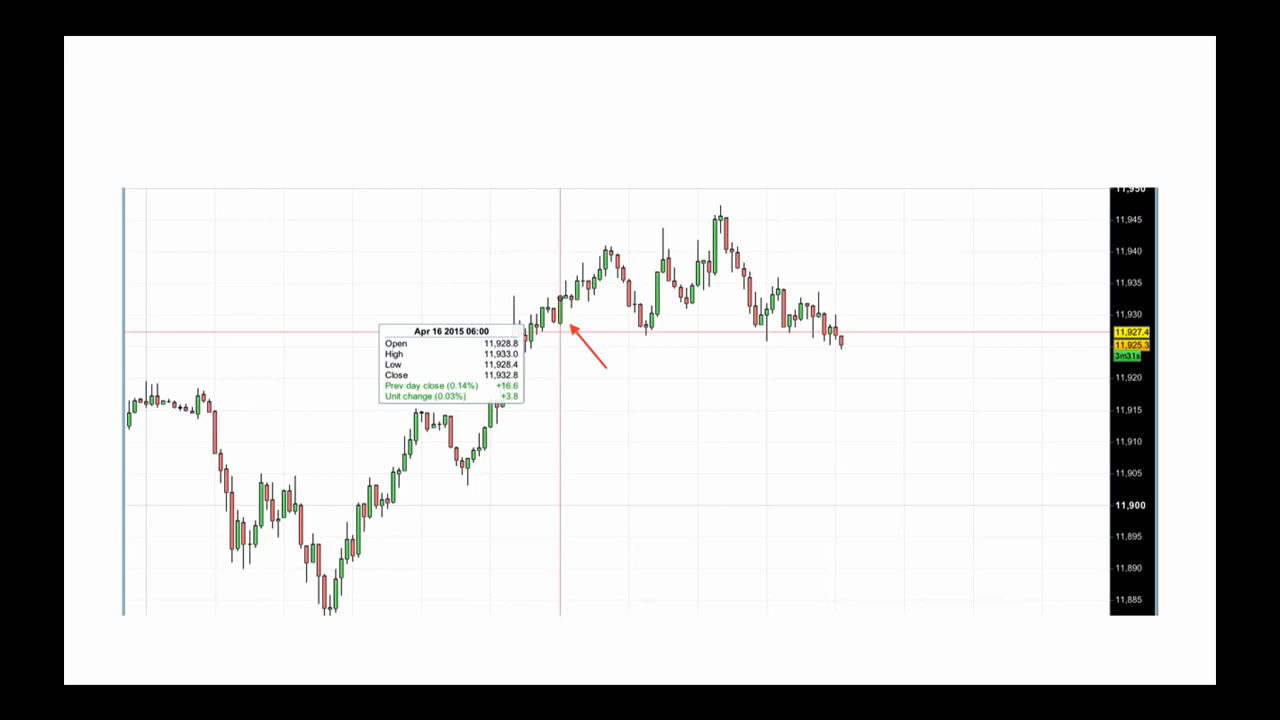 11,950
11,945
11,940
11,935
11,930
Apr 16 2015 06:00
Open 11,928.8
High 11,933.0
Low 11,928.4
Close 11,932.8
Prev day close (0.14%) +16.6
Unit change (0.03%) +3.8
11,927.4
11,925.3
3m31s
11,920
11,915
11,910
11,905
11,900
11,895
11,890
11,885